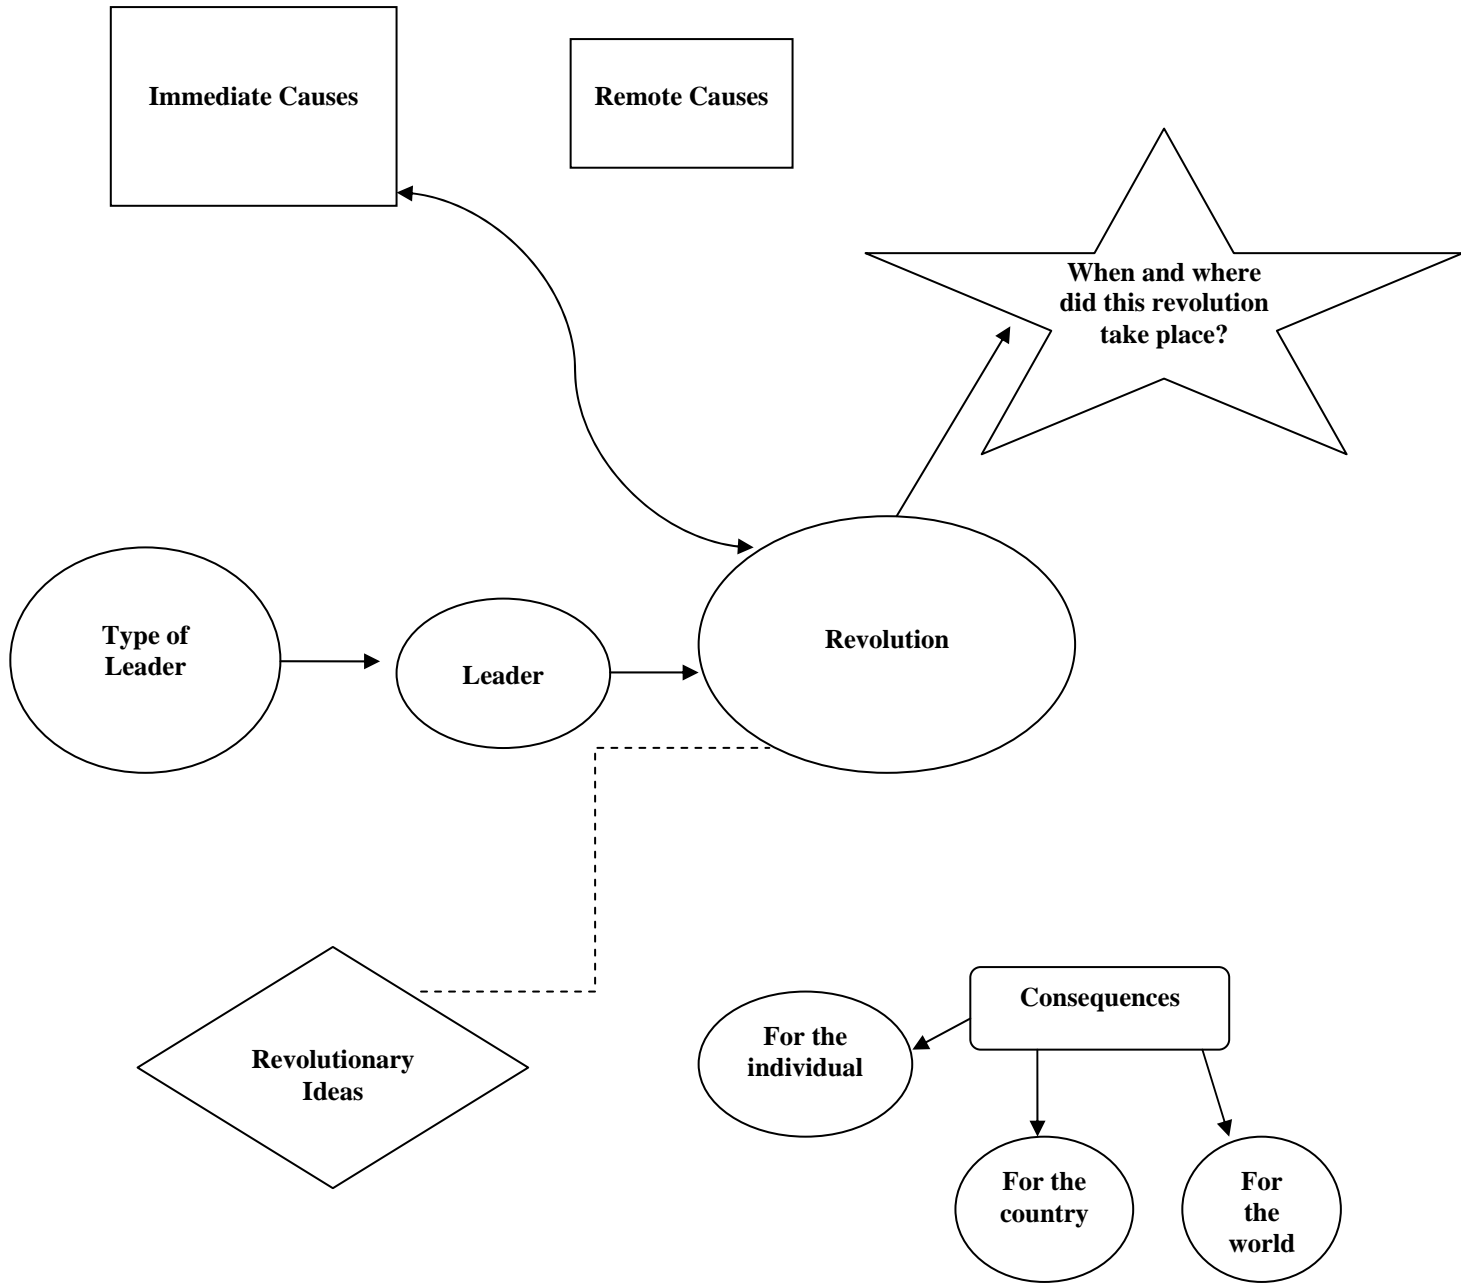 Immediate Causes
Remote Causes
When and where
did this revolution
take place?
Type of
Leader
Leader
Revolution
Revolutionary
Ideas
Consequences
For the
individual
For the
country
For
the
world